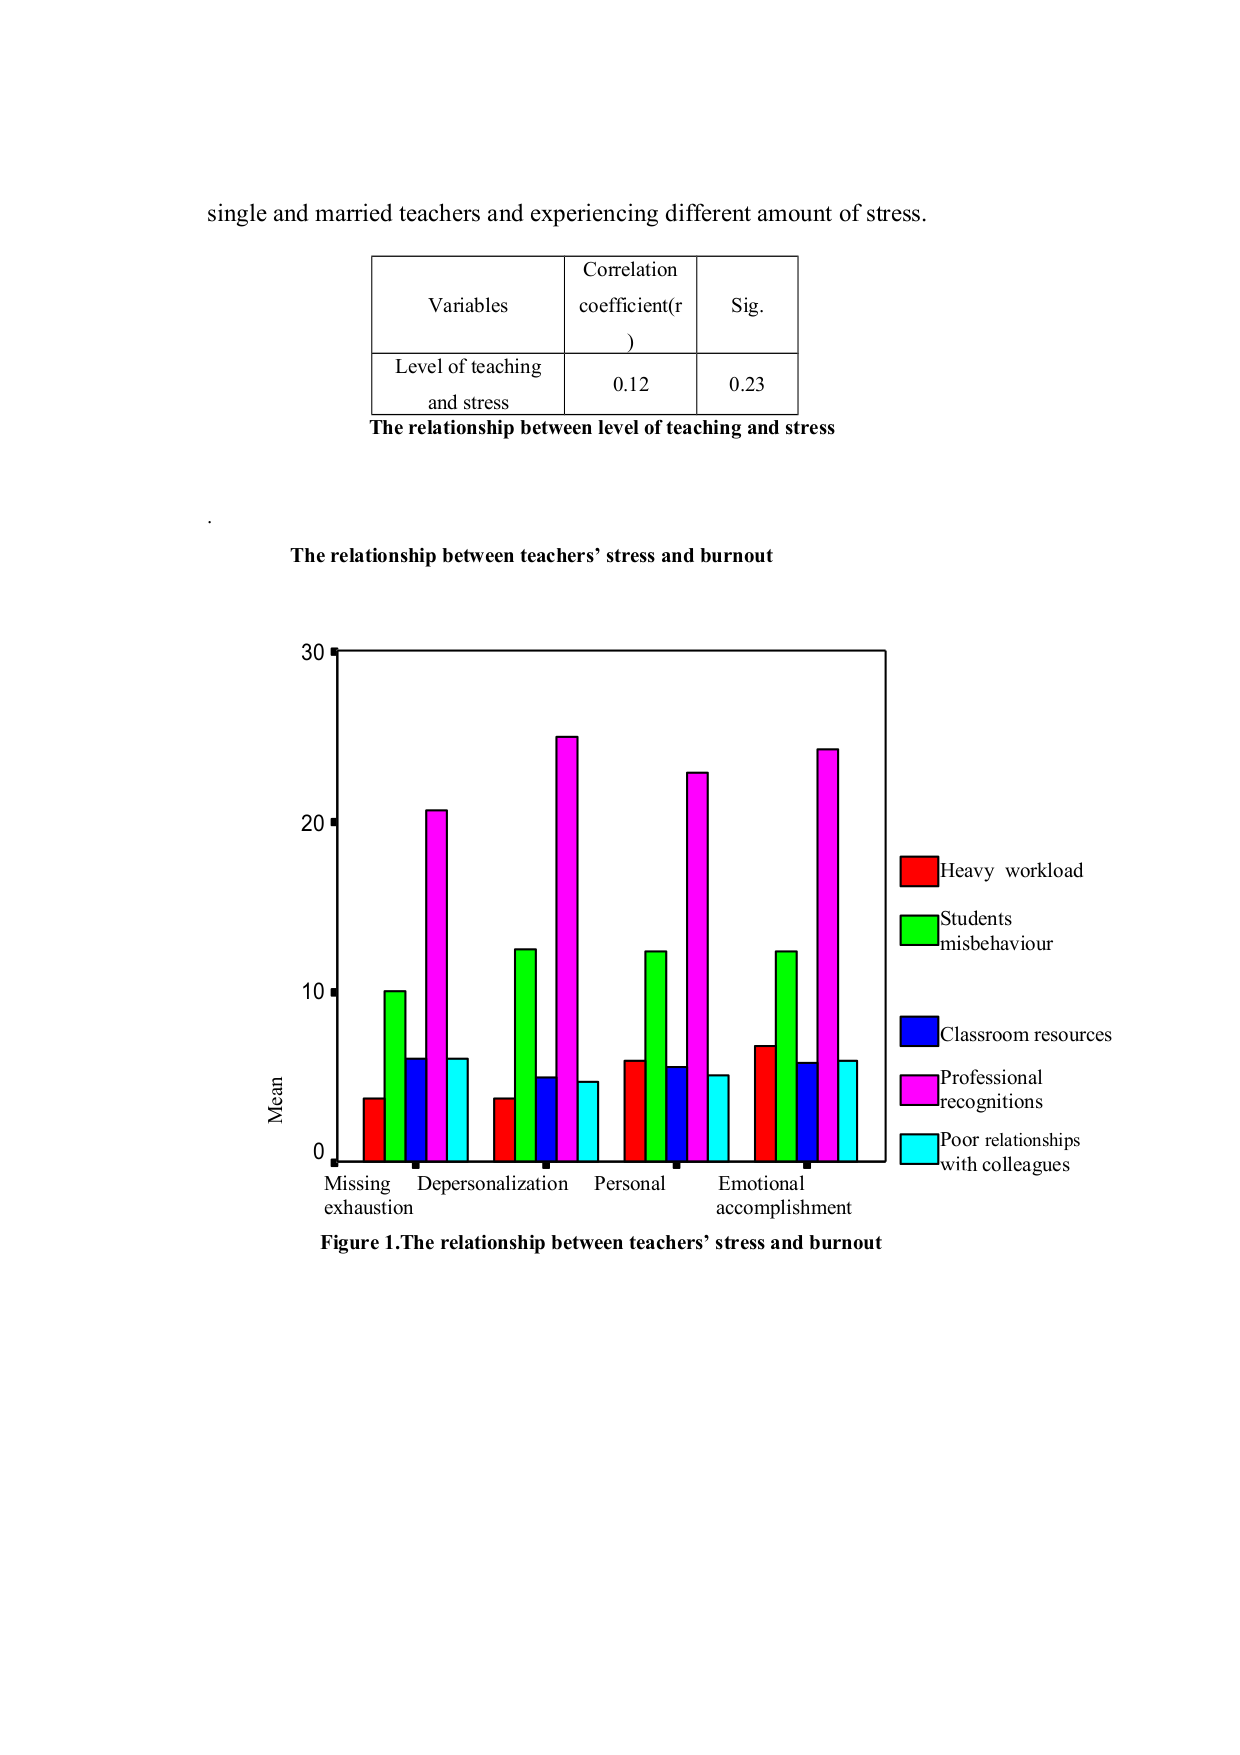 single and married teachers and experiencing different amount of stress.
Variables
Correlation
coefficient(r
)
Sig.
Level of teaching
and stress
0.12
0.23
The relationship between level of teaching and stress
.
The relationship between teachers’ stress and burnout
30
20
10
0
Mean
Heavy workload
Students
misbehaviour
Classroom resources
Professional
recognitions
Poor relationships
with colleagues
Missing
exhaustion
Depersonalization
Personal
Emotional
accomplishment
Figure 1.The relationship between teachers’ stress and burnout